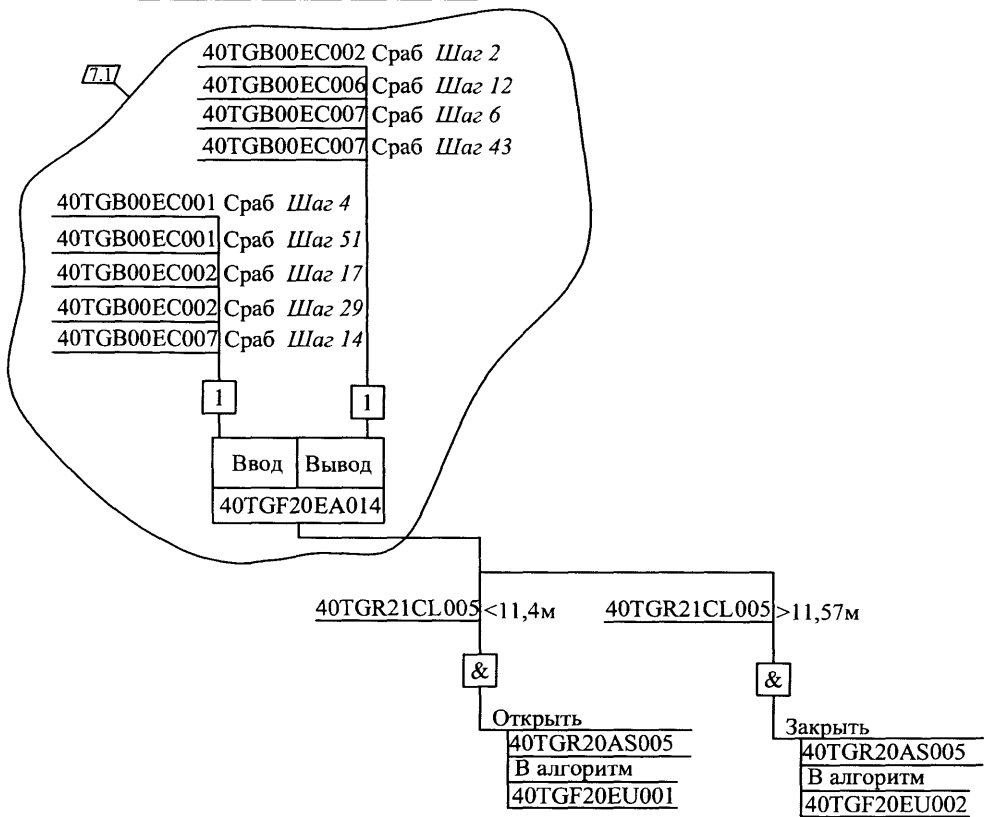 7.1
40TGB00EC002 Сраб Шаг 2
40TGB00EC006 Сраб Шаг 12
40TGB00EC007 Сраб Шаг 6
40TGB00EC007 Сраб Шаг 43
40TGB00EC001 Сраб Шаг 4
40TGB00EC001 Сраб Шаг 51
40TGB00EC002 Сраб Шаг 17
40TGB00EC002 Сраб Шаг 29
40TGB00EC007 Сраб Шаг 14
1 1
Ввод Вывод
40TGF20EA014
40TGR21CL005 <11,4м 40TGR21CL005 >11,57м
& &
Открыть Закрыть
40TGR20AS005 40TGR20AS005
В алгоритм В алгоритм
40TGF20EU001 40TGF20EU002